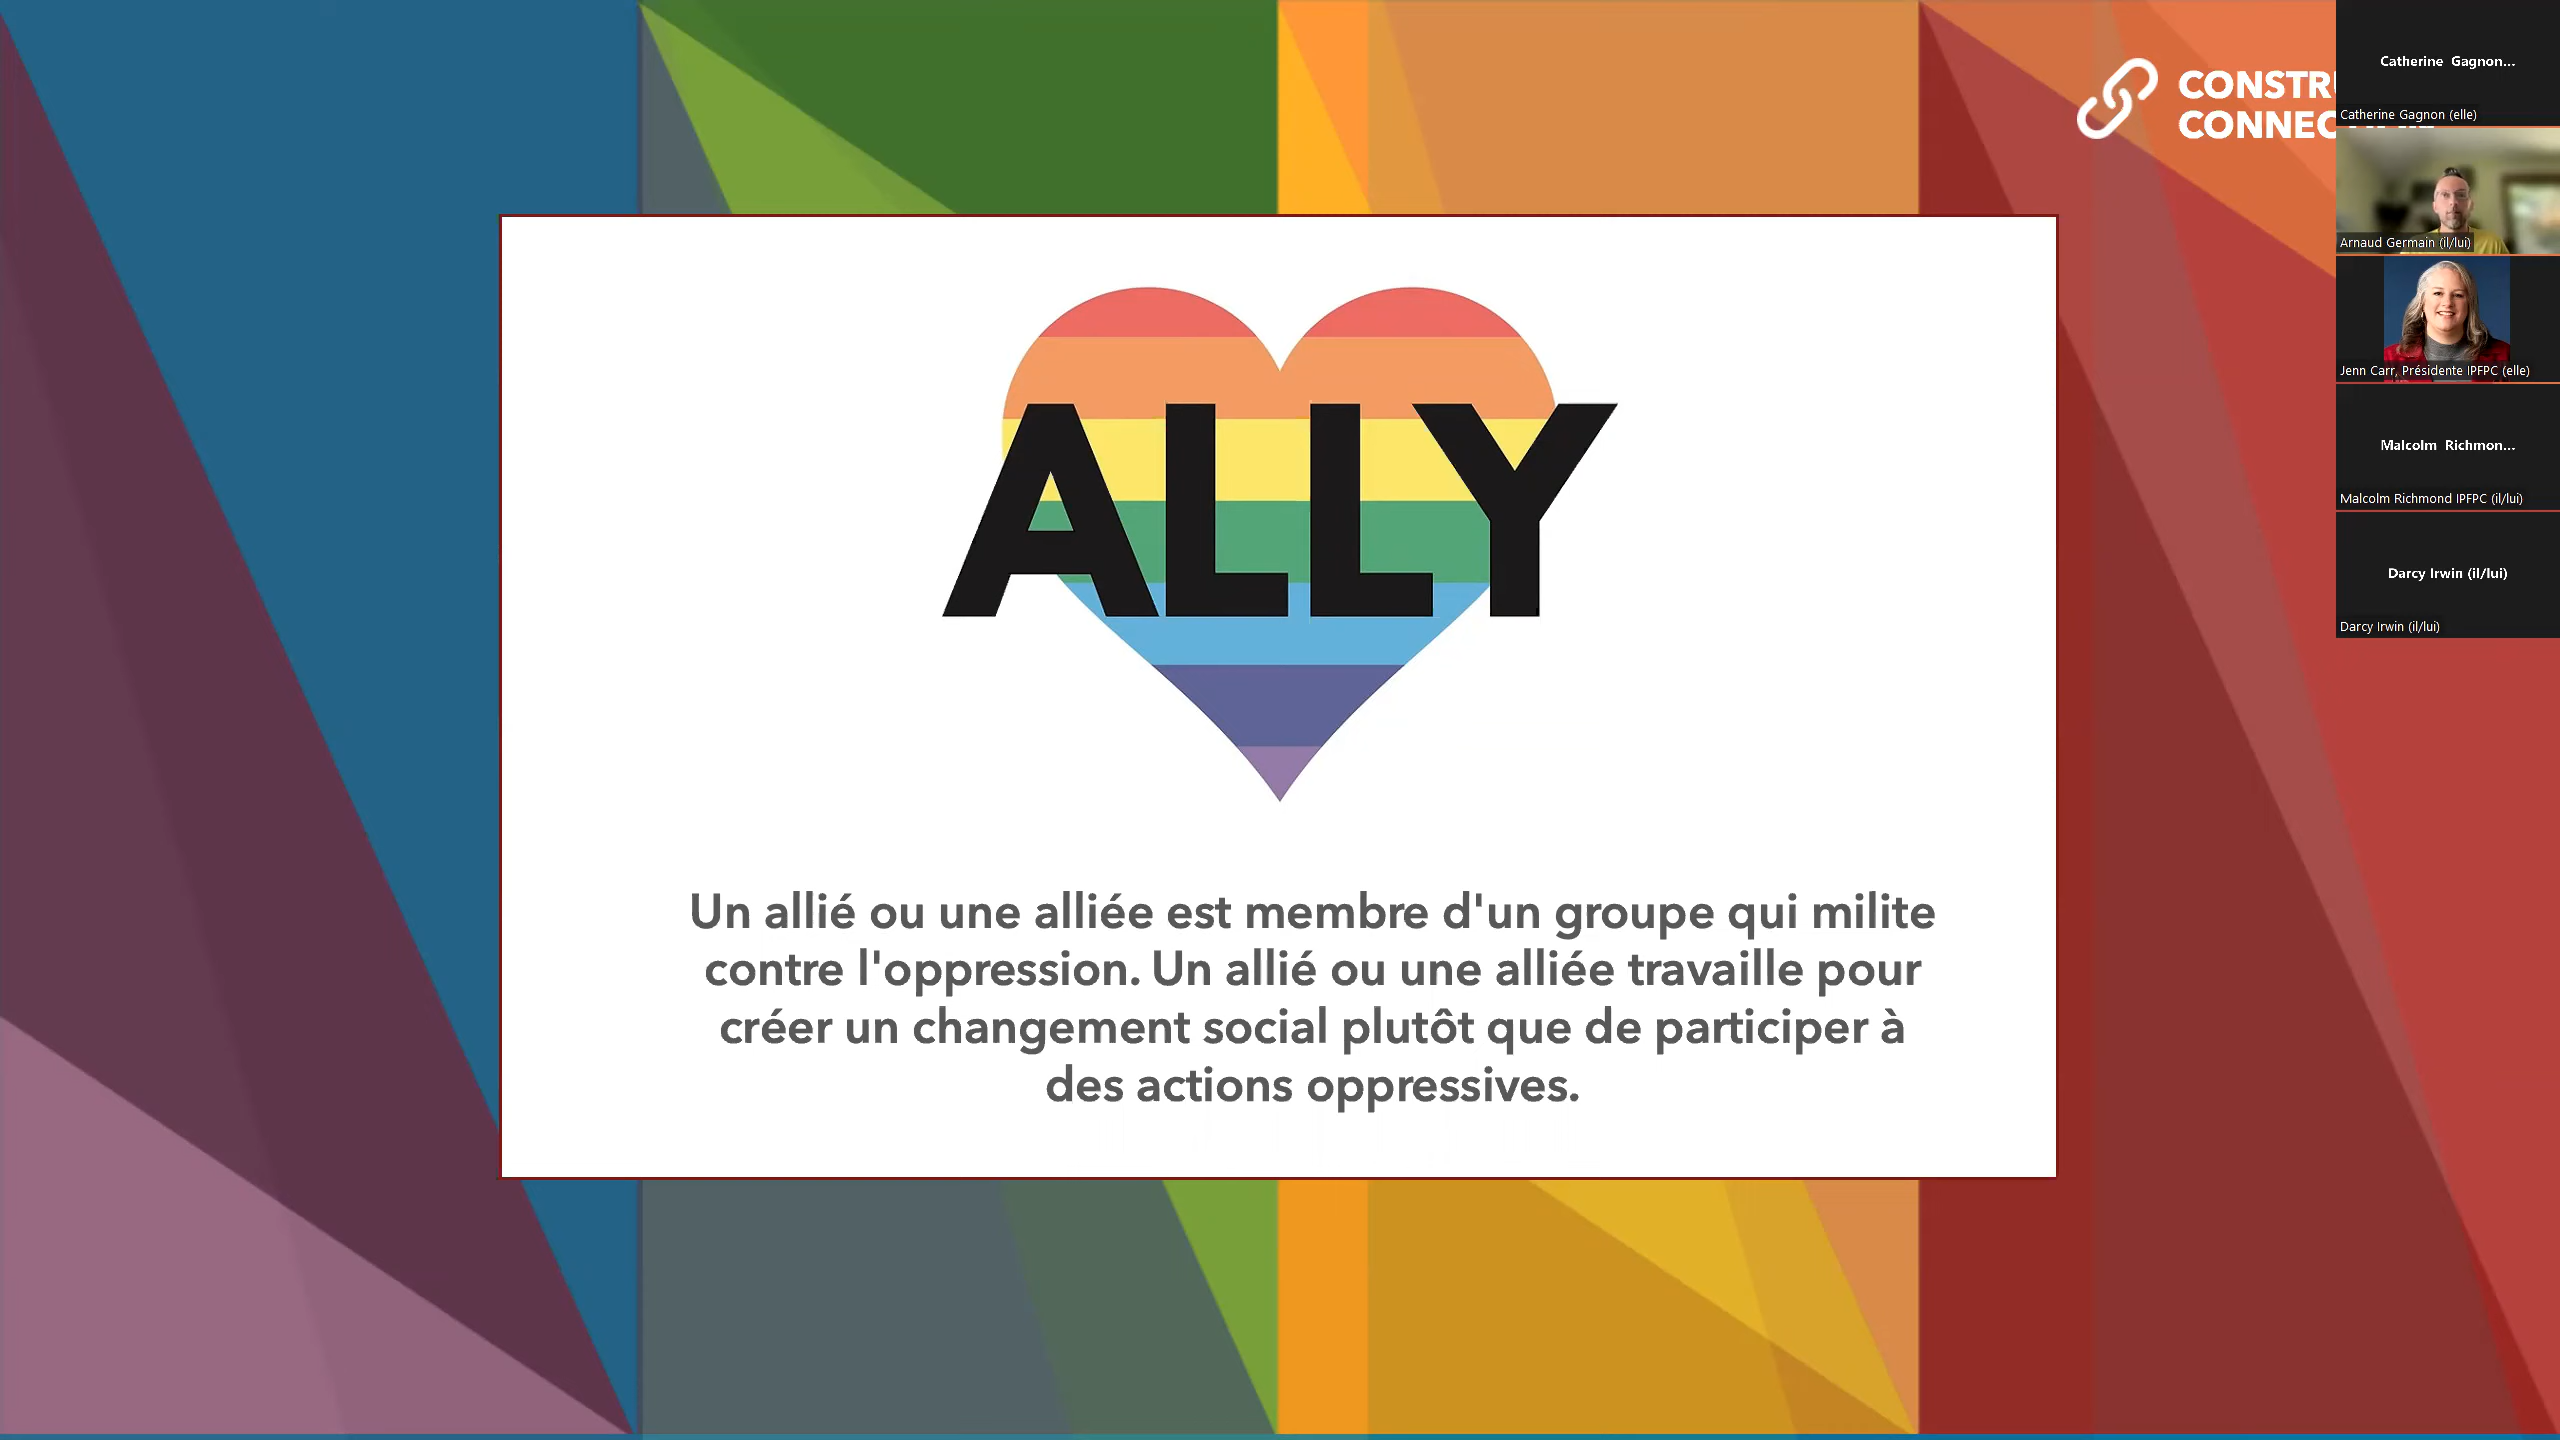 CONSTR
CONNEC
ALLY
Un allié ou une alliée est membre d'un groupe qui milite
contre l'oppression. Un allié ou une alliée travaille pour
créer un changement social plutôt que de participer à
des actions oppressives.
Catherine Gagnon...
Catherine Gagnon (elle)
Arnaud Germain (il/lui)
Jenn Carr, Présidente IPFPC (elle)
Malcolm Richmon...
Malcolm Richmond IPFPC (il/lui)
Darcy Irwin (il/lui)
Darcy Irwin (il/lui)